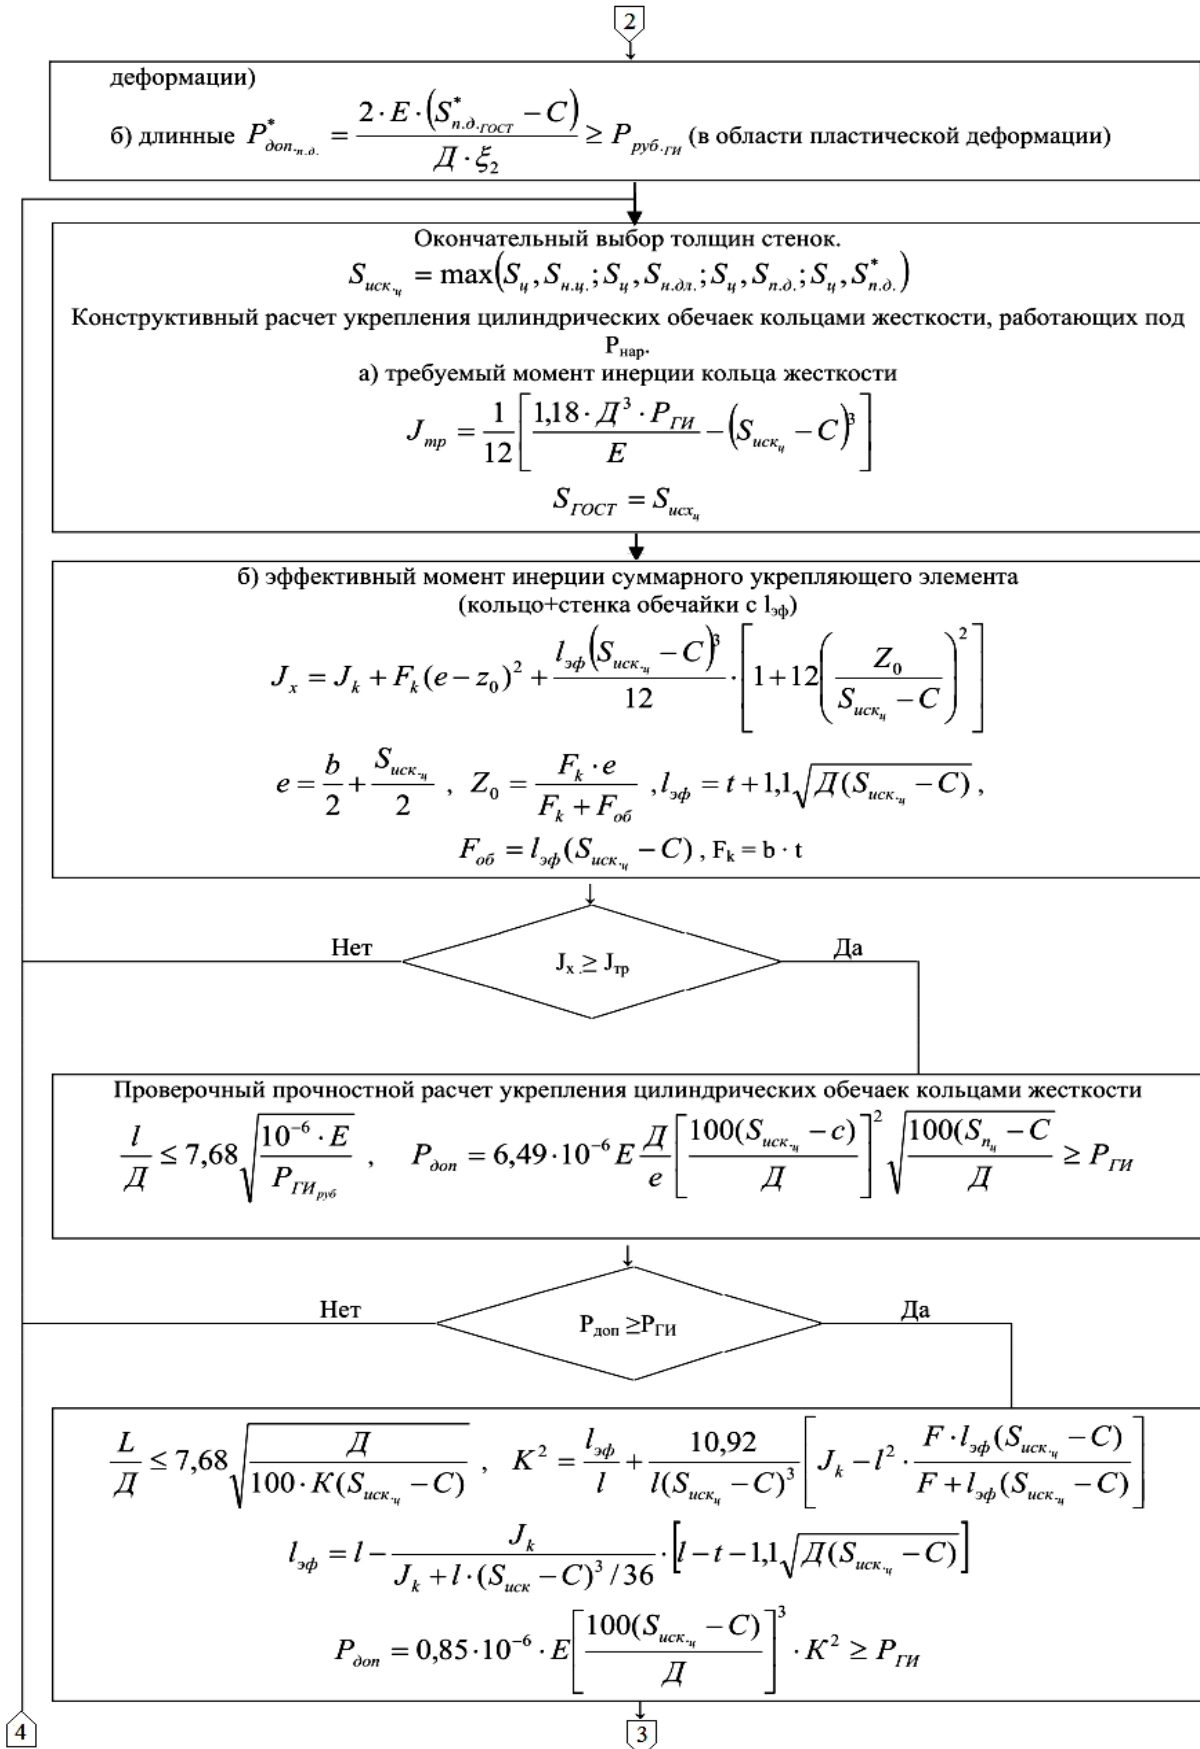 2
деформации)
б) длинные P*доп.п.д. = 2·E·(S*п.д.ГОСТ − C) / Д·ξ₂ ≥ Pруб.ГИ (в области пластической деформации)
Окончательный выбор толщин стенок.
Sиск.ц = max(Sц, Sн.ц.; Sц, Sн.дл.; Sц, Sп.д.; Sц, S*п.д.)
Конструктивный расчет укрепления цилиндрических обечаек кольцами жесткости, работающих под
Pнар.
а) требуемый момент инерции кольца жесткости
Jтр = 1/12 [1,18·Д³·PГИ / E − (Sискц − C)³]
SГОСТ = Sисхц
б) эффективный момент инерции суммарного укрепляющего элемента
(кольцо+стенка обечайки с lэф)
Jx = Jk + Fk(e − z₀)² + lэф(Sиск.ц − C)³ / 12 · [1 + 12(Z₀ / (Sискц − C))²]
e = b/2 + Sиск.ц/2 , Z₀ = Fk·e / (Fk + Fоб) , lэф = t + 1,1√(Д(Sиск.ц − C)) ,
Fоб = lэф(Sиск.ц − C) , Fk = b · t
Нет
Да
Jx .≥ Jтр
Проверочный прочностной расчет укрепления цилиндрических обечаек кольцами жесткости
l/Д ≤ 7,68√(10⁻⁶·E / PГИруб) , Pдоп = 6,49·10⁻⁶ E Д/e [100(Sиск.ц − c) / Д]² √(100(Sпц − C / Д) ≥ PГИ
Нет
Да
Pдоп ≥PГИ
L/Д ≤ 7,68√(Д / 100·К(Sиск.ц − C)) , K² = lэф/l + 10,92 / l(Sискц − C)³ [Jk − l² · F·lэф(Sиск.ц − C) / (F + lэф(Sиск.ц − C))]
lэф = l − Jk / (Jk + l·(Sиск − C)³ / 36) · [l − t − 1,1√(Д(Sиск.ц − C))]
Pдоп = 0,85·10⁻⁶·E[100(Sиск.ц − C) / Д]³ · К² ≥ PГИ
4
3